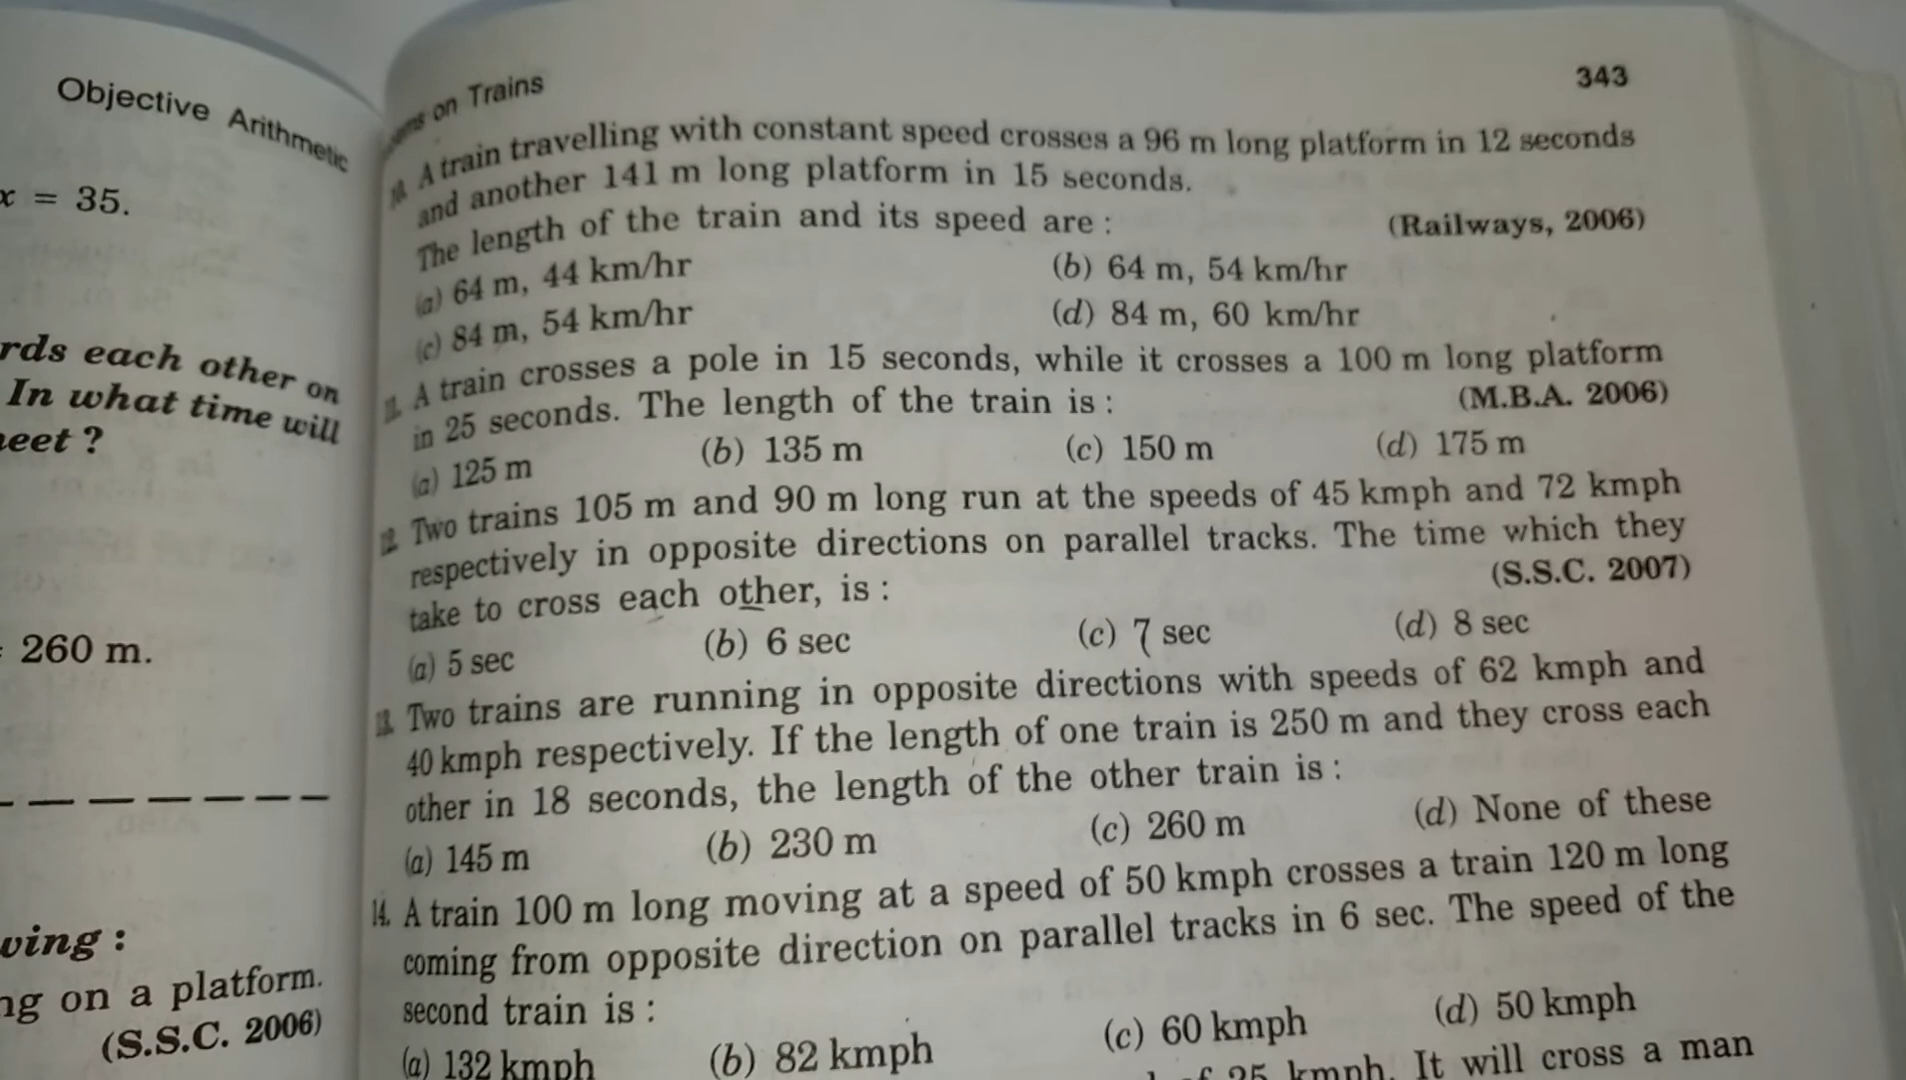 Objective Arithmetic
x = 35.
rds each other on
In what time will
eet ?
260 m.
ving :
ng on a platform.
(S.S.C. 2006)
on Trains
343
A train travelling with constant speed crosses a 96 m long platform in 12 seconds
and another 141 m long platform in 15 seconds.
The length of the train and its speed are :
(Railways, 2006)
(a) 64 m, 44 km/hr (b) 64 m, 54 km/hr
(c) 84 m, 54 km/hr (d) 84 m, 60 km/hr
A train crosses a pole in 15 seconds, while it crosses a 100 m long platform
in 25 seconds. The length of the train is : (M.B.A. 2006)
(a) 125 m (b) 135 m (c) 150 m (d) 175 m
Two trains 105 m and 90 m long run at the speeds of 45 kmph and 72 kmph
respectively in opposite directions on parallel tracks. The time which they
take to cross each other, is : (S.S.C. 2007)
(a) 5 sec (b) 6 sec (c) 7 sec (d) 8 sec
Two trains are running in opposite directions with speeds of 62 kmph and
40 kmph respectively. If the length of one train is 250 m and they cross each
other in 18 seconds, the length of the other train is :
(a) 145 m (b) 230 m (c) 260 m (d) None of these
14. A train 100 m long moving at a speed of 50 kmph crosses a train 120 m long
coming from opposite direction on parallel tracks in 6 sec. The speed of the
second train is :
(a) 132 kmph (b) 82 kmph (c) 60 kmph (d) 50 kmph
of 25 kmph. It will cross a man